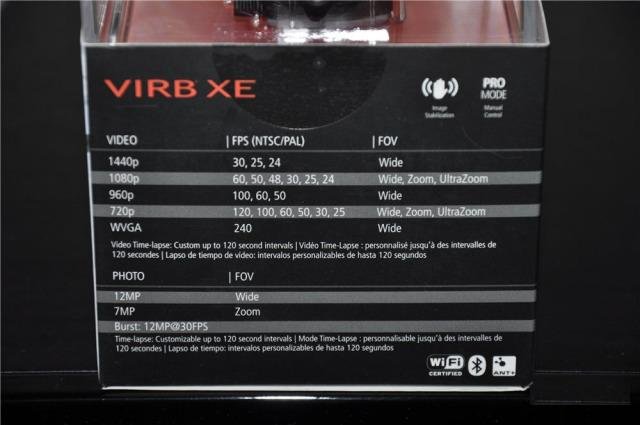 VIRB XE
Image
Stabilization
PRO
MODE
Manual
Control
VIDEO | FPS (NTSC/PAL) | FOV
1440p 30, 25, 24 Wide
1080p 60, 50, 48, 30, 25, 24 Wide, Zoom, UltraZoom
960p 100, 60, 50 Wide
720p 120, 100, 60, 50, 30, 25 Wide, Zoom, UltraZoom
WVGA 240 Wide
Video Time-lapse: Custom up to 120 second intervals | Vidéo Time-Lapse : personnalisé jusqu'à des intervalles de
120 secondes | Lapso de tiempo de vídeo: intervalos personalizables de hasta 120 segundos
PHOTO | FOV
12MP Wide
7MP Zoom
Burst: 12MP@30FPS
Time-lapse: Customizable up to 120 second intervals | Mode Time-Lapse : personnalisable jusqu'à des intervalles de
120 secondes | Lapso de tiempo: intervalos personalizables de hasta 120 segundos
Wi Fi
CERTIFIED
ANT+